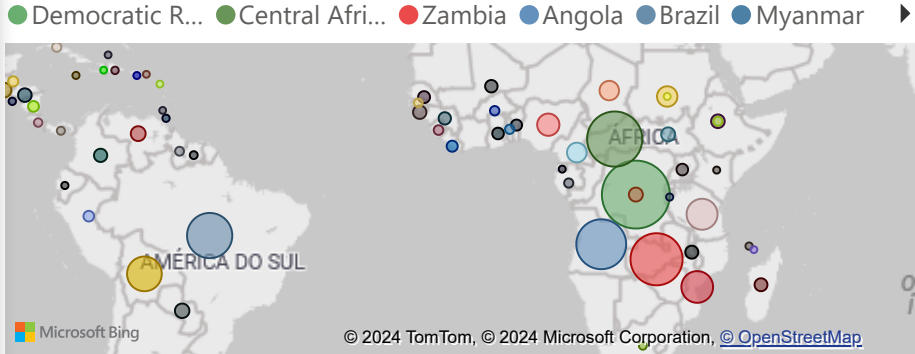 Democratic R... Central Afri... Zambia Angola Brazil Myanmar
ÁFRICA
AMÉRICA DO SUL
Microsoft Bing
© 2024 TomTom, © 2024 Microsoft Corporation, © OpenStreetMap